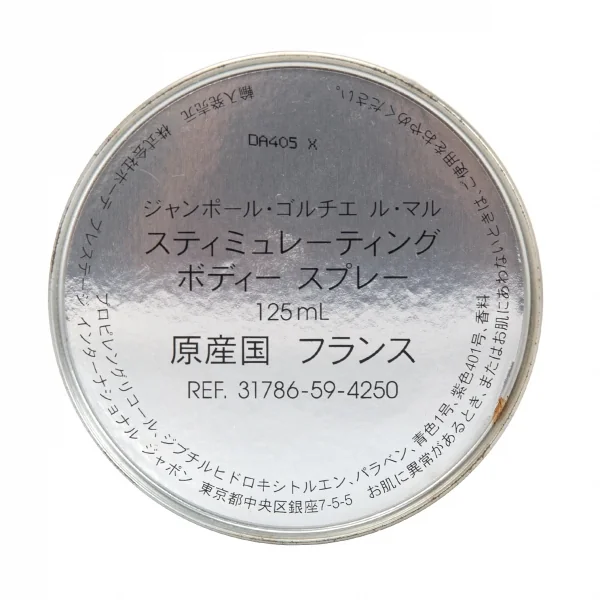 DA405 X
ジャンポール・ゴルチエ ル・マル
スティミュレーティング
ボディー スプレー
125mL
原産国 フランス
REF. 31786-59-4250
プロピレングリコール、ジブチルヒドロキシトルエン、パラベン、青色1号、紫色401号、香料
輸入発売元 株式会社ボーテ プレステージ インターナショナル ジャポン 東京都中央区銀座7-5-5 お肌に異常があるとき、またはお肌にあわないときは、ご使用をおやめください。